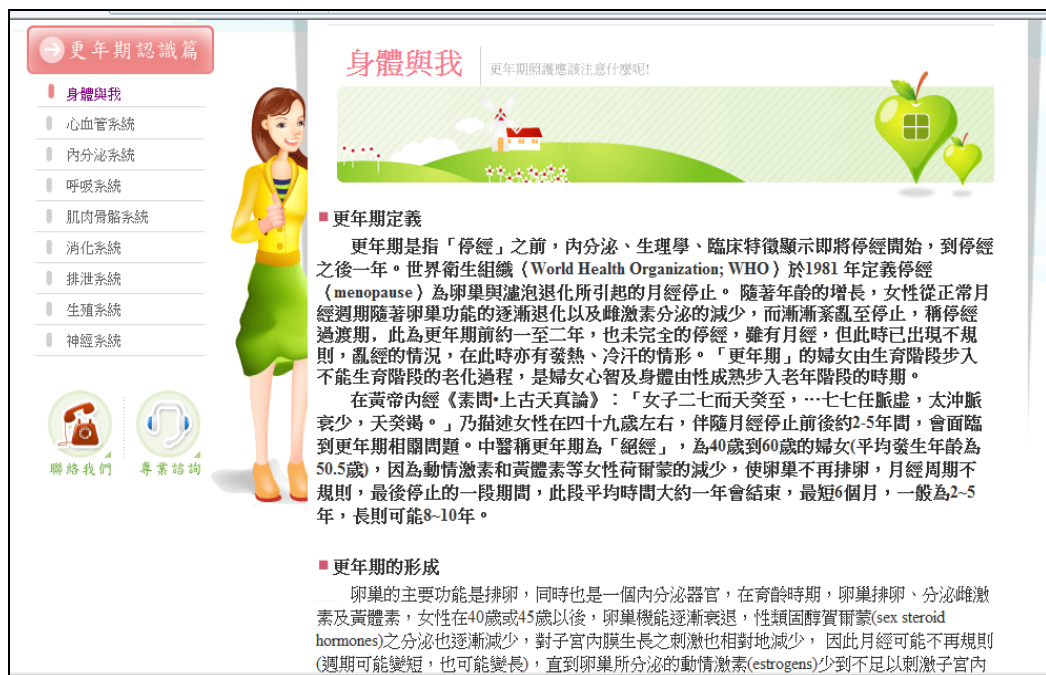 更年期認識篇
身體與我
心血管系統
內分泌系統
呼吸系統
肌肉骨骼系統
消化系統
排泄系統
生殖系統
神經系統
聯絡我們
專業諮詢
身體與我
更年期照護應該注意什麼呢!
更年期定義
更年期是指「停經」之前，內分泌、生理學、臨床特徵顯示即將停經開始，到停經
之後一年。世界衛生組織（World Health Organization; WHO）於1981 年定義停經
（menopause）為卵巢與濾泡退化所引起的月經停止。 隨著年齡的增長，女性從正常月
經週期隨著卵巢功能的逐漸退化以及雌激素分泌的減少，而漸漸紊亂至停止，稱停經
過渡期，此為更年期前約一至二年，也未完全的停經，雖有月經，但此時已出現不規
則，亂經的情況，在此時亦有發熱、冷汗的情形。「更年期」的婦女由生育階段步入
不能生育階段的老化過程，是婦女心智及身體由性成熟步入老年階段的時期。
在黃帝內經《素問•上古天真論》：「女子二七而天癸至，…七七任脈虛，太沖脈
衰少，天癸竭。」乃描述女性在四十九歲左右，伴隨月經停止前後約2-5年間，會面臨
到更年期相關問題。中醫稱更年期為「絕經」，為40歲到60歲的婦女(平均發生年齡為
50.5歲)，因為動情激素和黃體素等女性荷爾蒙的減少，使卵巢不再排卵，月經周期不
規則，最後停止的一段期間，此段平均時間大約一年會結束，最短6個月，一般為2~5
年，長則可能8~10年。
更年期的形成
卵巢的主要功能是排卵，同時也是一個內分泌器官，在育齡時期，卵巢排卵、分泌雌激
素及黃體素，女性在40歲或45歲以後，卵巢機能逐漸衰退，性類固醇賀爾蒙(sex steroid
hormones)之分泌也逐漸減少，對子宮內膜生長之刺激也相對地減少， 因此月經可能不再規則
(週期可能變短，也可能變長)，直到卵巢所分泌的動情激素(estrogens)少到不足以刺激子宮內